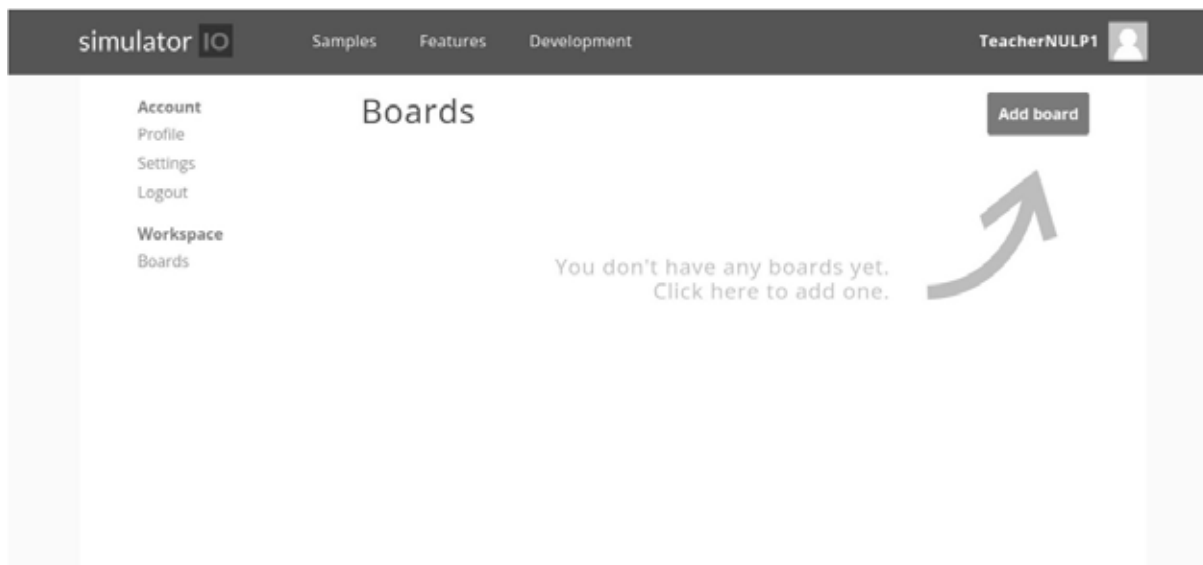 simulator IO
Samples Features Development
TeacherNULP1
Account
Profile
Settings
Logout
Workspace
Boards
Boards
Add board
You don't have any boards yet.
Click here to add one.